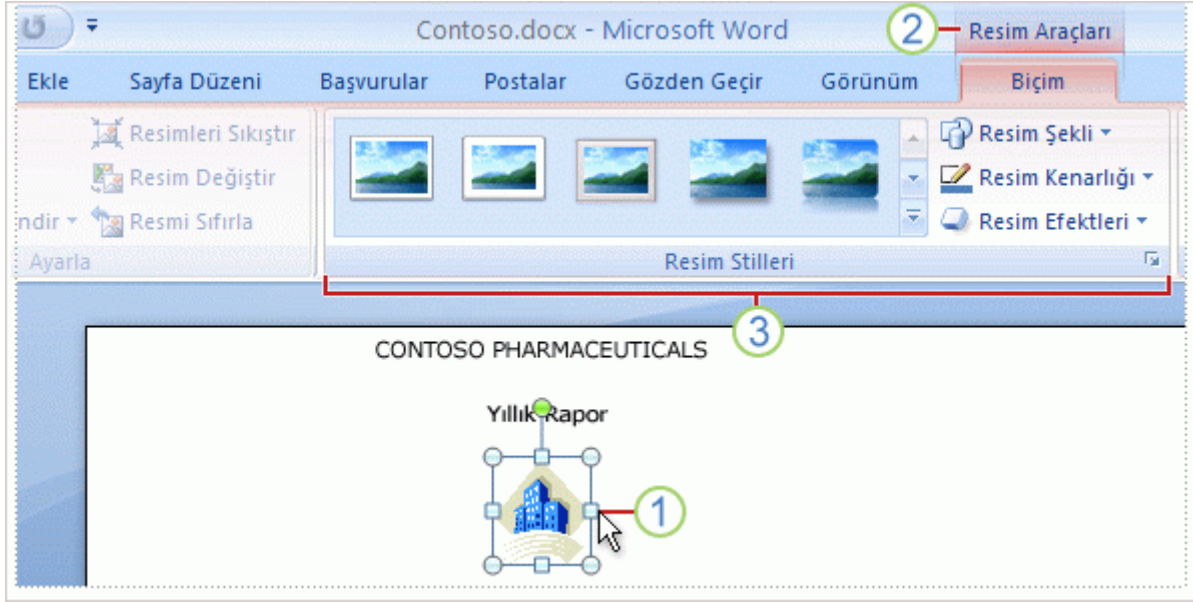 Contoso.docx - Microsoft Word
2
Resim Araçları
Ekle Sayfa Düzeni Başvurular Postalar Gözden Geçir Görünüm Biçim
Resimleri Sıkıştır
Resim Değiştir
ndir
Resmi Sıfırla
Ayarla
Resim Şekli
Resim Kenarlığı
Resim Efektleri
Resim Stilleri
3
CONTOSO PHARMACEUTICALS
Yıllık Rapor
1